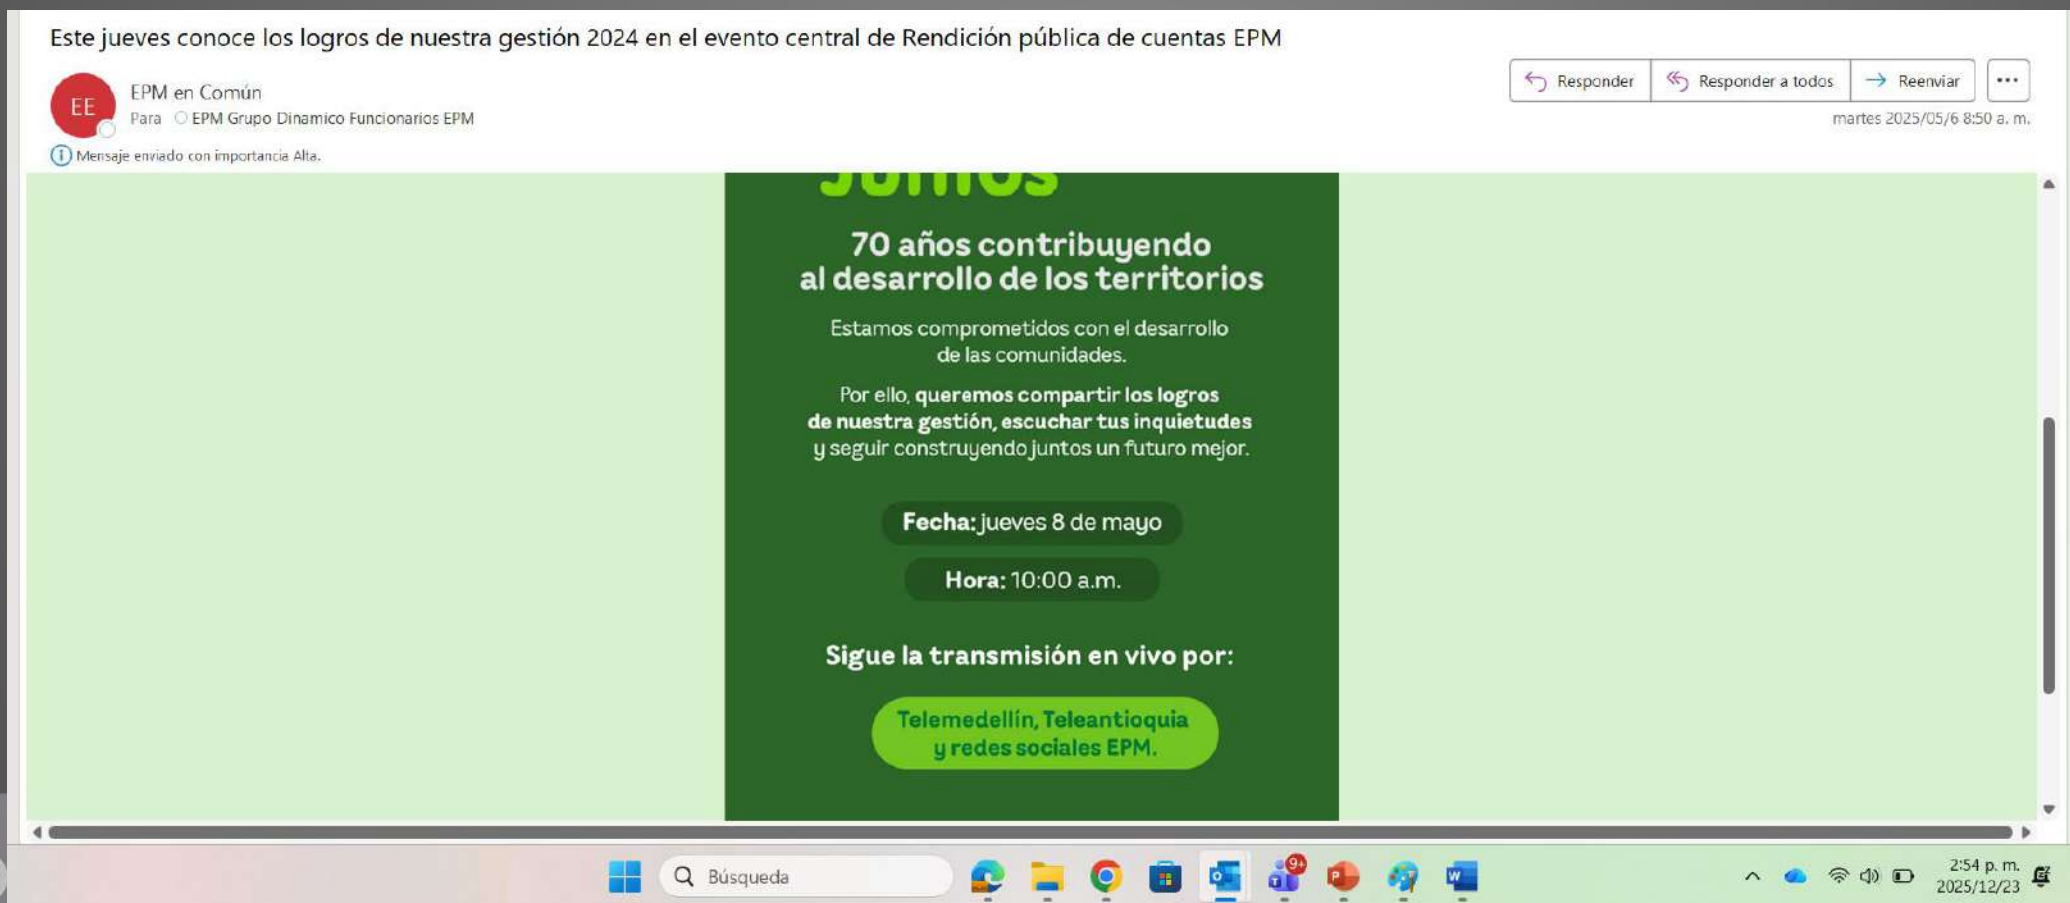 Este jueves conoce los logros de nuestra gestión 2024 en el evento central de Rendición pública de cuentas EPM
EE
EPM en Común
Para EPM Grupo Dinamico Funcionarios EPM
Responder
Responder a todos
Reenviar
martes 2025/05/6 8:50 a. m.
Mensaje enviado con importancia Alta.
Juntos
70 años contribuyendo
al desarrollo de los territorios
Estamos comprometidos con el desarrollo
de las comunidades.
Por ello, queremos compartir los logros
de nuestra gestión, escuchar tus inquietudes
y seguir construyendo juntos un futuro mejor.
Fecha: jueves 8 de mayo
Hora: 10:00 a.m.
Sigue la transmisión en vivo por:
Telemedellín, Teleantioquia
y redes sociales EPM.
Búsqueda
9+
2:54 p. m.
2025/12/23